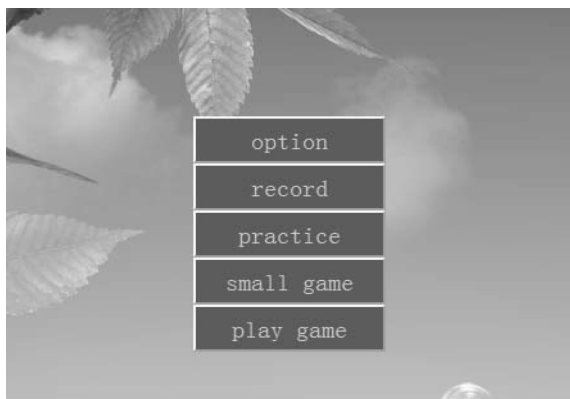 option
record
practice
small game
play game